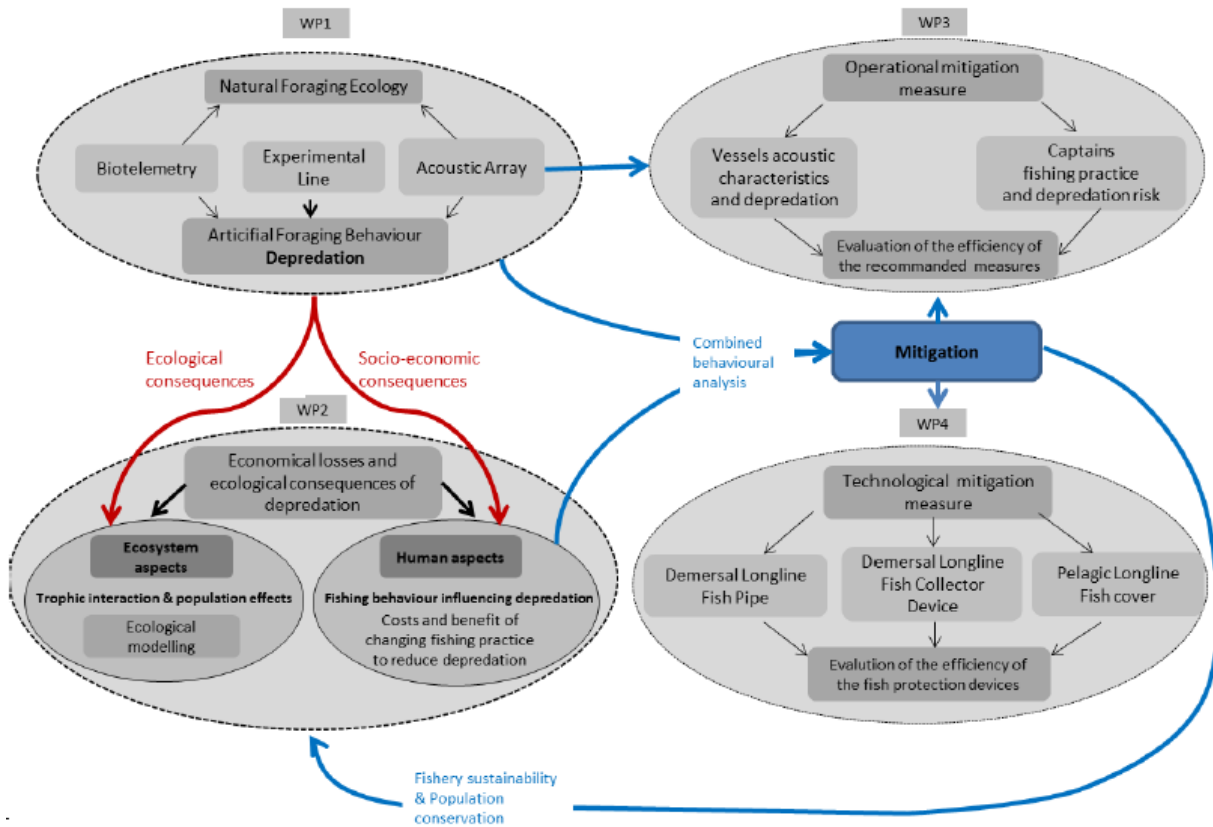 WP1
Natural Foraging Ecology
Biotelemetry
Experimental
Line
Acoustic Array
Articifial Foraging Behaviour
Depredation
WP3
Operational mitigation
measure
Vessels acoustic
characteristics
and depredation
Captains
fishing practice
and depredation risk
Evaluation of the efficiency of
the recommanded measures
Ecological
consequences
Socio-economic
consequences
Combined
behavioural
analysis
Mitigation
WP2
Economical losses and
ecological consequences of
depredation
Ecosystem
aspects
Trophic interaction & population effects
Ecological
modelling
Human aspects
Fishing behaviour influencing depredation
Costs and benefit of
changing fishing practice
to reduce depredation
WP4
Technological mitigation
measure
Demersal Longline
Fish Pipe
Demersal Longline
Fish Collector
Device
Pelagic Longline
Fish cover
Evalution of the efficiency of
the fish protection devices
Fishery sustainability
& Population
conservation